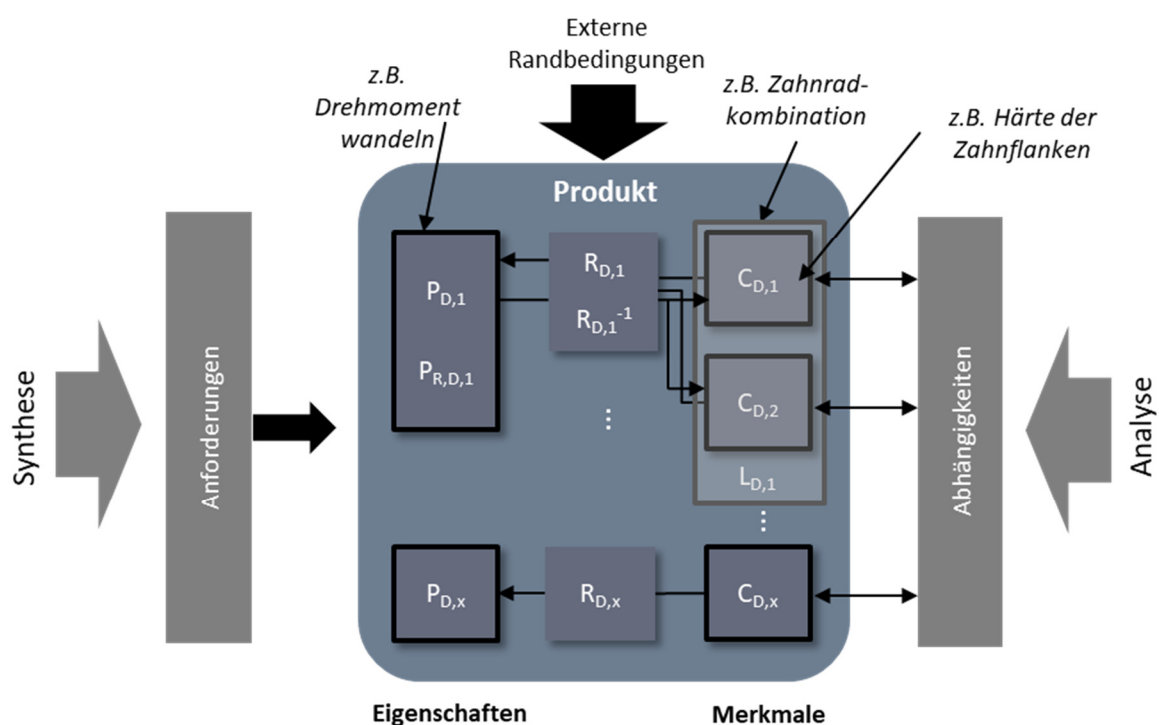 Externe
Randbedingungen
z.B.
Drehmoment
wandeln
z.B. Zahnrad-
kombination
z.B. Härte der
Zahnflanken
Produkt
Synthese
Anforderungen
P_D,1
P_R,D,1
R_D,1
R_D,1^-1
⋮
C_D,1
C_D,2
L_D,1
⋮
P_D,x
R_D,x
C_D,x
Abhängigkeiten
Analyse
Eigenschaften
Merkmale